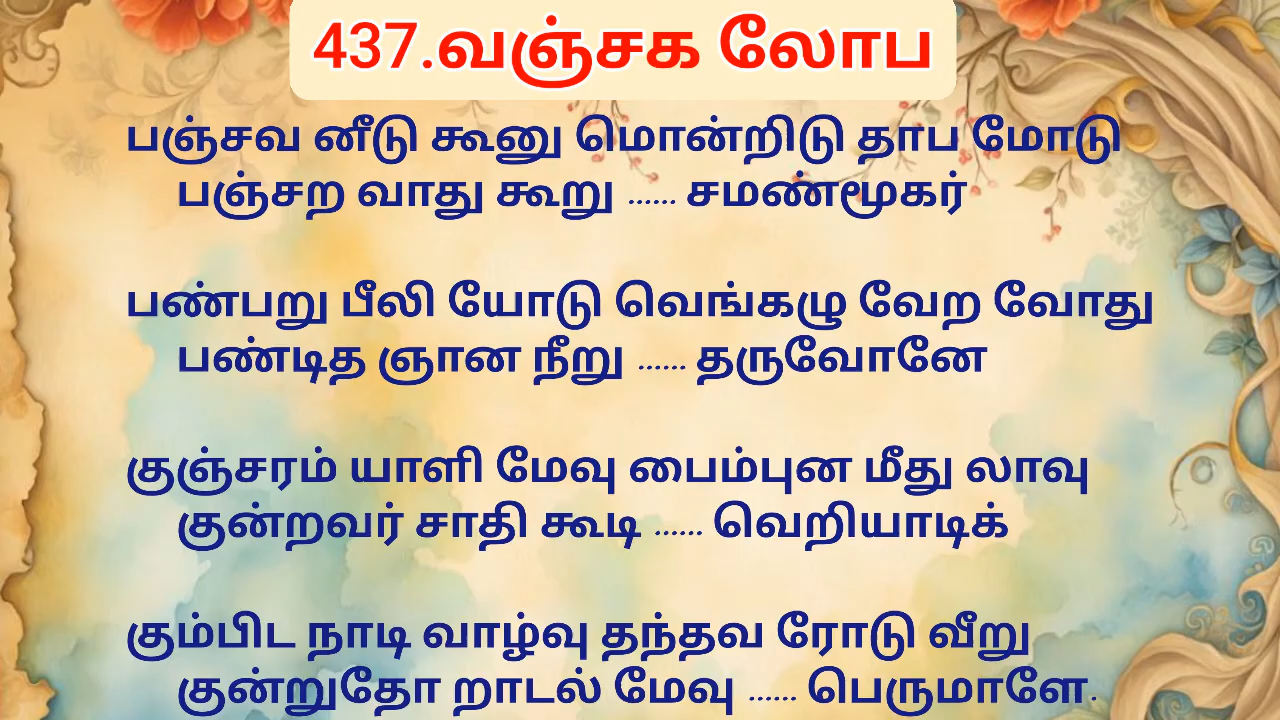 437.வஞ்சக லோப
பஞ்சவ னீடு கூனு மொன்றிடு தாப மோடு
பஞ்சற வாது கூறு ...... சமண்மூகர்
பண்பறு பீலி யோடு வெங்கழு வேற வோது
பண்டித ஞான நீறு ...... தருவோனே
குஞ்சரம் யாளி மேவு பைம்புன மீது லாவு
குன்றவர் சாதி கூடி ...... வெறியாடிக்
கும்பிட நாடி வாழ்வு தந்தவ ரோடு வீறு
குன்றுதோ றாடல் மேவு ...... பெருமாளே.